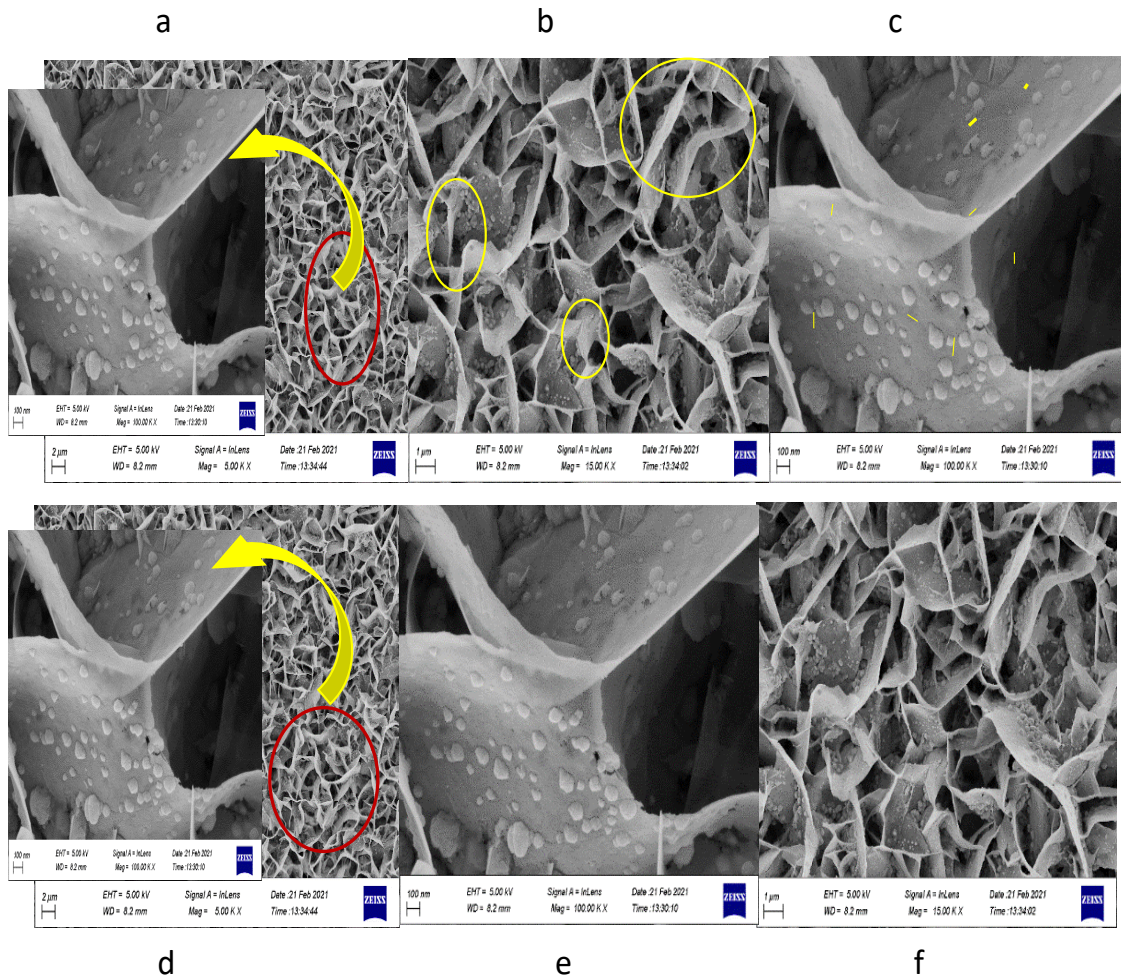 a b c
100 nm EHT = 5.00 kV Signal A = InLens Date :21 Feb 2021
WD = 8.2 mm Mag = 100.00 K X Time :13:30:10 ZEISS
2 µm EHT = 5.00 kV Signal A = InLens Date :21 Feb 2021
WD = 8.2 mm Mag = 5.00 K X Time :13:34:44 ZEISS
1 µm EHT = 5.00 kV Signal A = InLens Date :21 Feb 2021
WD = 8.2 mm Mag = 15.00 K X Time :13:34:02 ZEISS
100 nm EHT = 5.00 kV Signal A = InLens Date :21 Feb 2021
WD = 8.2 mm Mag = 100.00 K X Time :13:30:10 ZEISS
100 nm EHT = 5.00 kV Signal A = InLens Date :21 Feb 2021
WD = 8.2 mm Mag = 100.00 K X Time :13:30:10 ZEISS
2 µm EHT = 5.00 kV Signal A = InLens Date :21 Feb 2021
WD = 8.2 mm Mag = 5.00 K X Time :13:34:44 ZEISS
100 nm EHT = 5.00 kV Signal A = InLens Date :21 Feb 2021
WD = 8.2 mm Mag = 100.00 K X Time :13:30:10 ZEISS
1 µm EHT = 5.00 kV Signal A = InLens Date :21 Feb 2021
WD = 8.2 mm Mag = 15.00 K X Time :13:34:02 ZEISS
d e f